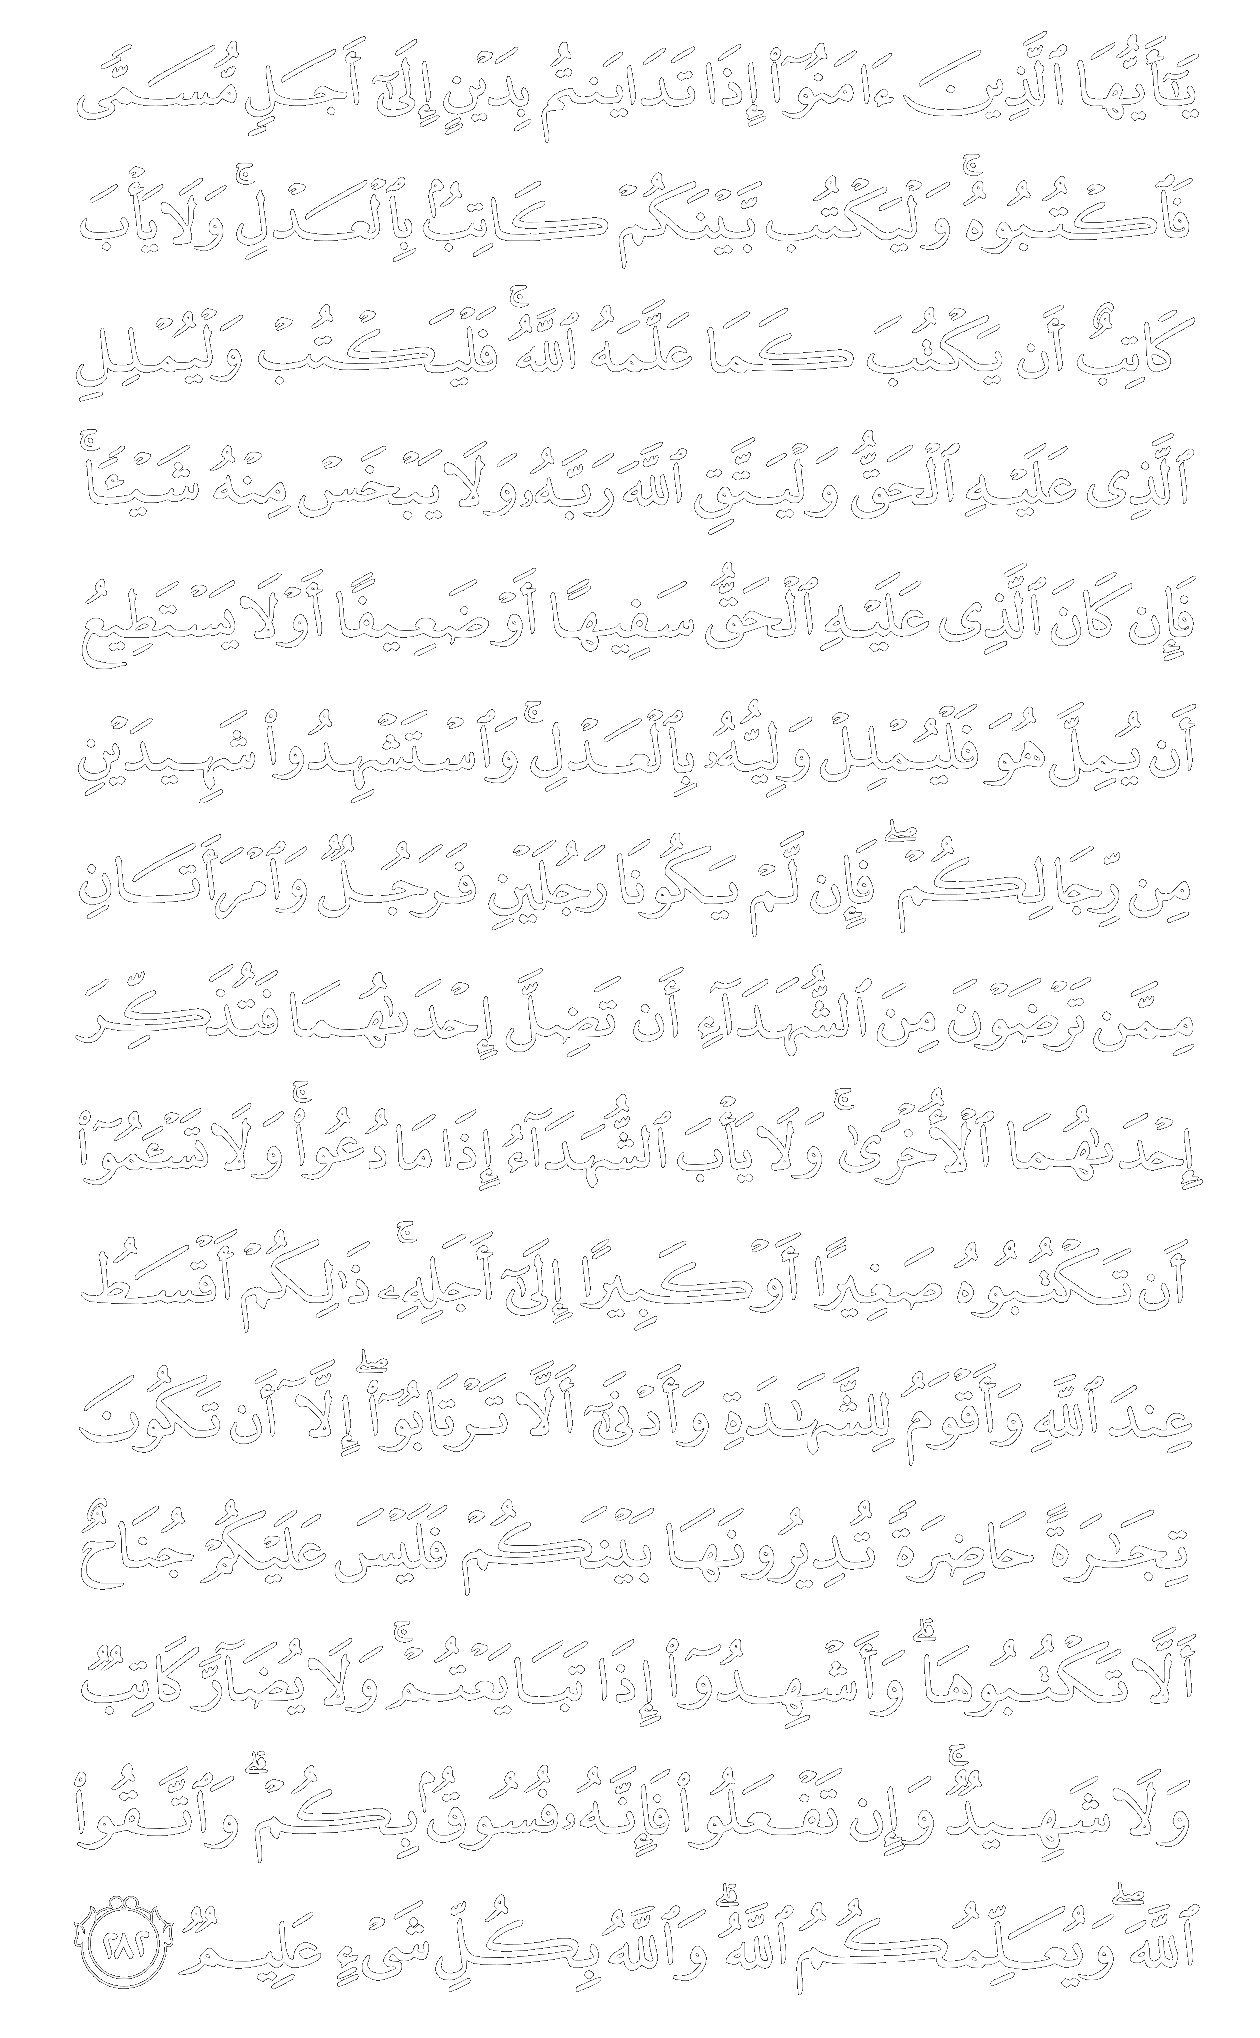 يَٰٓأَيُّهَا ٱلَّذِينَ ءَامَنُوٓا۟ إِذَا تَدَايَنتُم بِدَيْنٍ إِلَىٰٓ أَجَلٍ مُّسَمًّى
فَٱكْتُبُوهُ ۚ وَلْيَكْتُب بَّيْنَكُمْ كَاتِبٌۢ بِٱلْعَدْلِ ۚ وَلَا يَأْبَ
كَاتِبٌ أَن يَكْتُبَ كَمَا عَلَّمَهُ ٱللَّهُ ۚ فَلْيَكْتُبْ وَلْيُمْلِلِ
ٱلَّذِى عَلَيْهِ ٱلْحَقُّ وَلْيَتَّقِ ٱللَّهَ رَبَّهُۥ وَلَا يَبْخَسْ مِنْهُ شَيْـًٔا ۚ
فَإِن كَانَ ٱلَّذِى عَلَيْهِ ٱلْحَقُّ سَفِيهًا أَوْ ضَعِيفًا أَوْ لَا يَسْتَطِيعُ
أَن يُمِلَّ هُوَ فَلْيُمْلِلْ وَلِيُّهُۥ بِٱلْعَدْلِ ۚ وَٱسْتَشْهِدُوا۟ شَهِيدَيْنِ
مِن رِّجَالِكُمْ ۖ فَإِن لَّمْ يَكُونَا رَجُلَيْنِ فَرَجُلٌ وَٱمْرَأَتَانِ
مِمَّن تَرْضَوْنَ مِنَ ٱلشُّهَدَآءِ أَن تَضِلَّ إِحْدَىٰهُمَا فَتُذَكِّرَ
إِحْدَىٰهُمَا ٱلْأُخْرَىٰ ۚ وَلَا يَأْبَ ٱلشُّهَدَآءُ إِذَا مَا دُعُوا۟ ۚ وَلَا تَسْـَٔمُوٓا۟
أَن تَكْتُبُوهُ صَغِيرًا أَوْ كَبِيرًا إِلَىٰٓ أَجَلِهِۦ ۚ ذَٰلِكُمْ أَقْسَطُ
عِندَ ٱللَّهِ وَأَقْوَمُ لِلشَّهَٰدَةِ وَأَدْنَىٰٓ أَلَّا تَرْتَابُوٓا۟ ۖ إِلَّآ أَن تَكُونَ
تِجَٰرَةً حَاضِرَةً تُدِيرُونَهَا بَيْنَكُمْ فَلَيْسَ عَلَيْكُمْ جُنَاحٌ
أَلَّا تَكْتُبُوهَا ۗ وَأَشْهِدُوٓا۟ إِذَا تَبَايَعْتُمْ ۚ وَلَا يُضَآرَّ كَاتِبٌ
وَلَا شَهِيدٌ ۚ وَإِن تَفْعَلُوا۟ فَإِنَّهُۥ فُسُوقٌۢ بِكُمْ ۗ وَٱتَّقُوا۟
ٱللَّهَ ۖ وَيُعَلِّمُكُمُ ٱللَّهُ ۗ وَٱللَّهُ بِكُلِّ شَىْءٍ عَلِيمٌ ٢٨٢